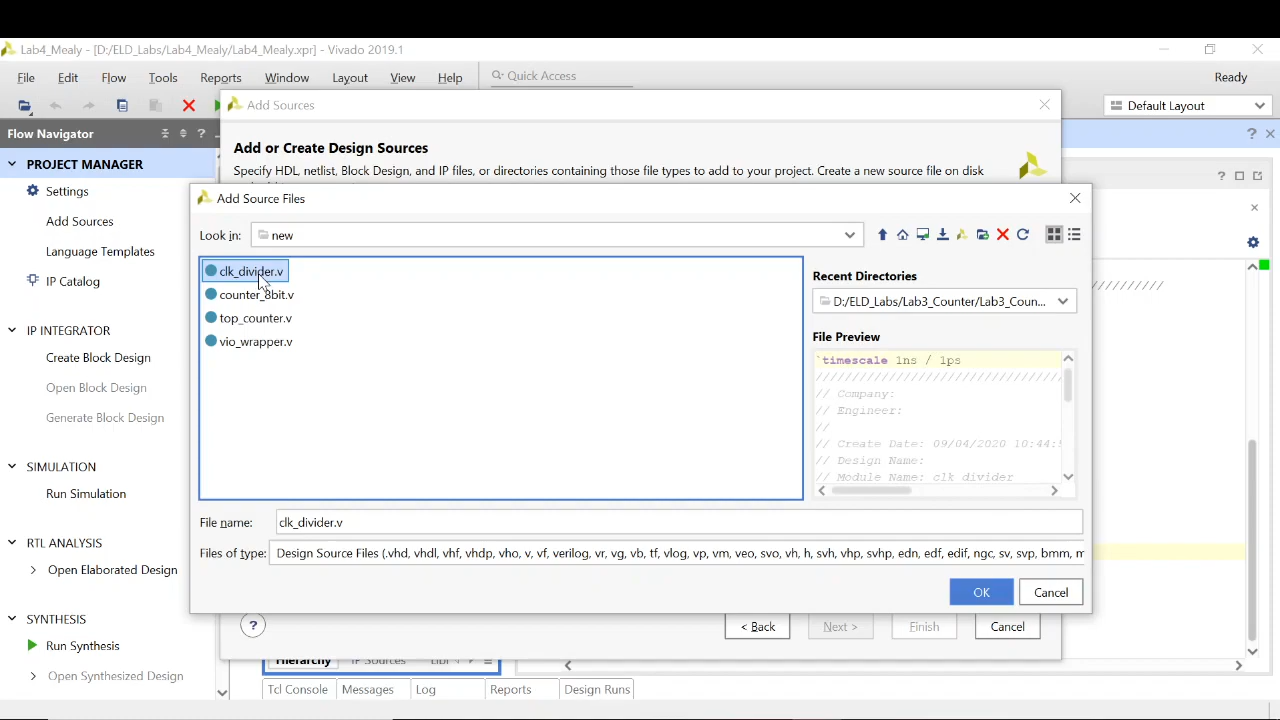 Lab4_Mealy - [D:/ELD_Labs/Lab4_Mealy/Lab4_Mealy.xpr] - Vivado 2019.1
File Edit Flow Tools Reports Window Layout View Help Quick Access Ready
Add Sources
Default Layout
Flow Navigator
Add or Create Design Sources
Specify HDL, netlist, Block Design, and IP files, or directories containing those file types to add to your project. Create a new source file on disk
PROJECT MANAGER
Settings
Add Sources
Language Templates
IP Catalog
IP INTEGRATOR
Create Block Design
Open Block Design
Generate Block Design
SIMULATION
Run Simulation
RTL ANALYSIS
Open Elaborated Design
SYNTHESIS
Run Synthesis
Open Synthesized Design
Add Source Files
Look in: new
clk_divider.v
counter_8bit.v
top_counter.v
vio_wrapper.v
Recent Directories
D:/ELD_Labs/Lab3_Counter/Lab3_Coun...
File Preview
`timescale 1ns / 1ps
//////////////////////////////////
// Company:
// Engineer:
//
// Create Date: 09/04/2020 10:44:
// Design Name:
// Module Name: clk divider
File name: clk_divider.v
Files of type: Design Source Files (.vhd, vhdl, vhf, vhdp, vho, v, vf, verilog, vr, vg, vb, tf, vlog, vp, vm, veo, svo, vh, h, svh, vhp, svhp, edn, edf, edif, ngc, sv, svp, bmm, m
OK Cancel
? < Back Next > Finish Cancel
Hierarchy IP Sources
Tcl Console Messages Log Reports Design Runs